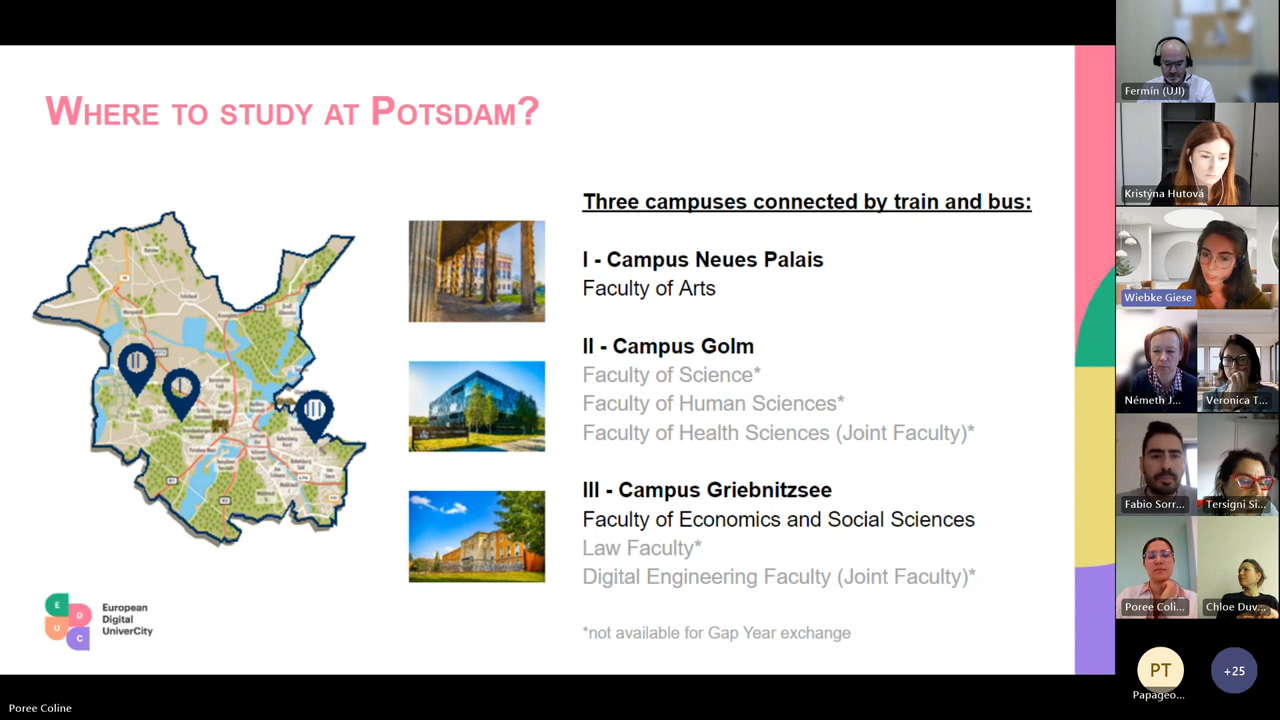 WHERE TO STUDY AT POTSDAM?
Three campuses connected by train and bus:
I - Campus Neues Palais
Faculty of Arts
II - Campus Golm
Faculty of Science*
Faculty of Human Sciences*
Faculty of Health Sciences (Joint Faculty)*
III - Campus Griebnitzsee
Faculty of Economics and Social Sciences
Law Faculty*
Digital Engineering Faculty (Joint Faculty)*
*not available for Gap Year exchange
II
I
III
E
D
U
C
European
Digital
UniverCity
Poree Coline
Fermín (UJI)
Kristýna Hutová
Wiebke Giese
Németh J...
Veronica T...
Fabio Sorr...
Tersigni Si...
Poree Coli...
Chloe Duv...
PT
Papageo...
+25